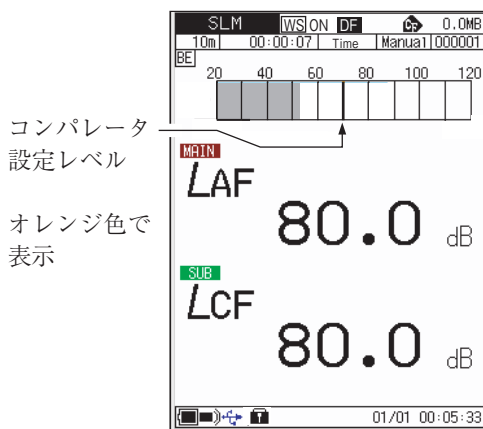 SLM WS ON DF CF 0.0MB
10m 00:00:07 Time Manual 000001
BE
20 40 60 80 100 120
コンパレータ
設定レベル
オレンジ色で
表示
MAIN
LAF
80.0 dB
SUB
LCF
80.0 dB
01/01 00:05:33